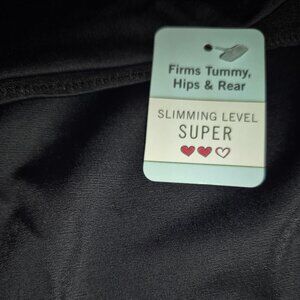 Firms Tummy,
Hips & Rear
SLIMMING LEVEL
SUPER